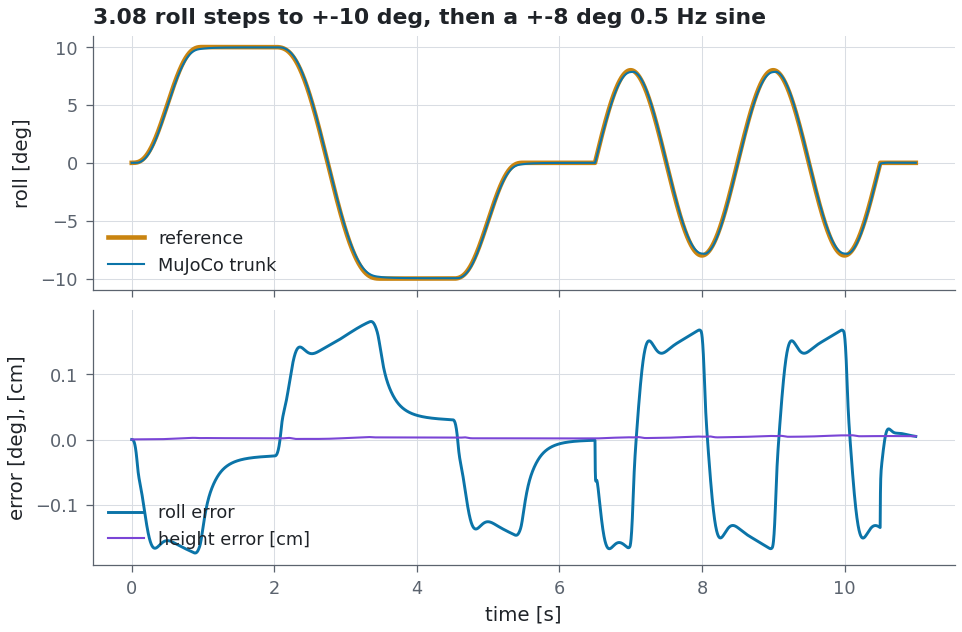 3.08 roll steps to +-10 deg, then a +-8 deg 0.5 Hz sine
10
5
0
−5
−10
roll [deg]
reference
MuJoCo trunk
0.1
0.0
−0.1
error [deg], [cm]
roll error
height error [cm]
0 2 4 6 8 10
time [s]